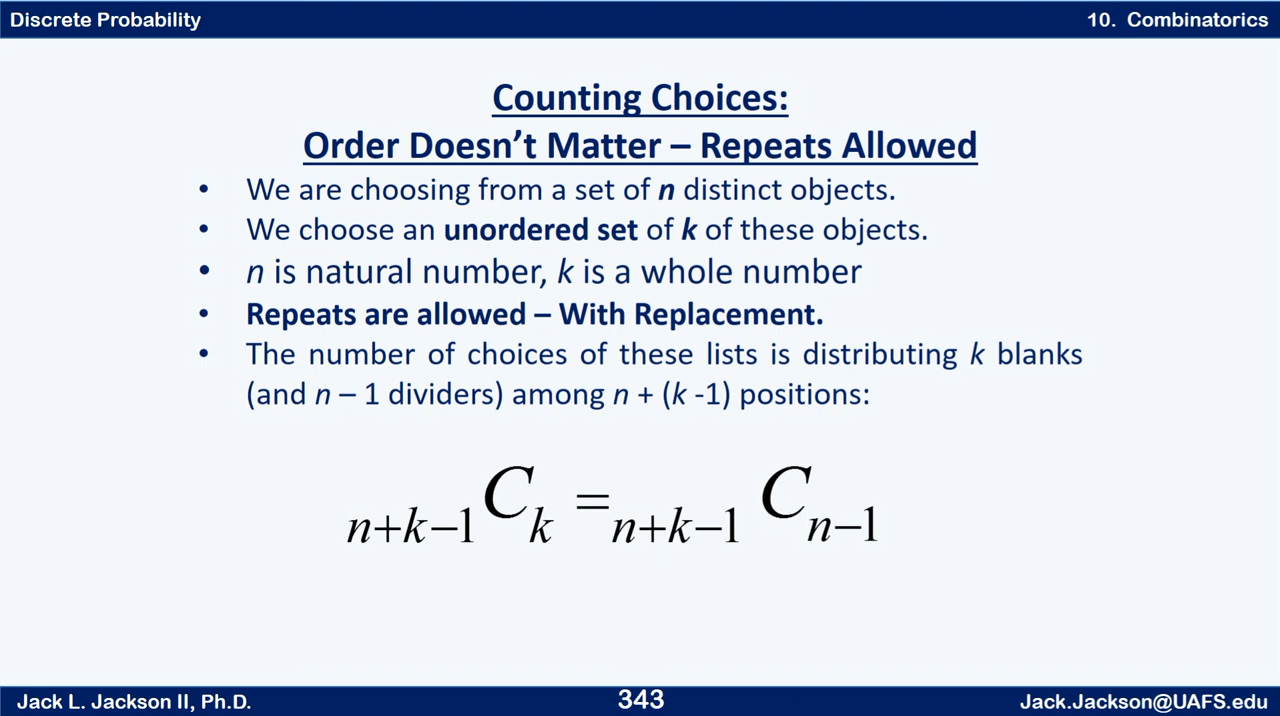 Discrete Probability
10. Combinatorics
Counting Choices:
Order Doesn’t Matter – Repeats Allowed
• We are choosing from a set of n distinct objects.
• We choose an unordered set of k of these objects.
• n is natural number, k is a whole number
• Repeats are allowed – With Replacement.
• The number of choices of these lists is distributing k blanks
(and n – 1 dividers) among n + (k -1) positions:
n+k−1 C k = n+k−1 C n−1
Jack L. Jackson II, Ph.D.
343
Jack.Jackson@UAFS.edu